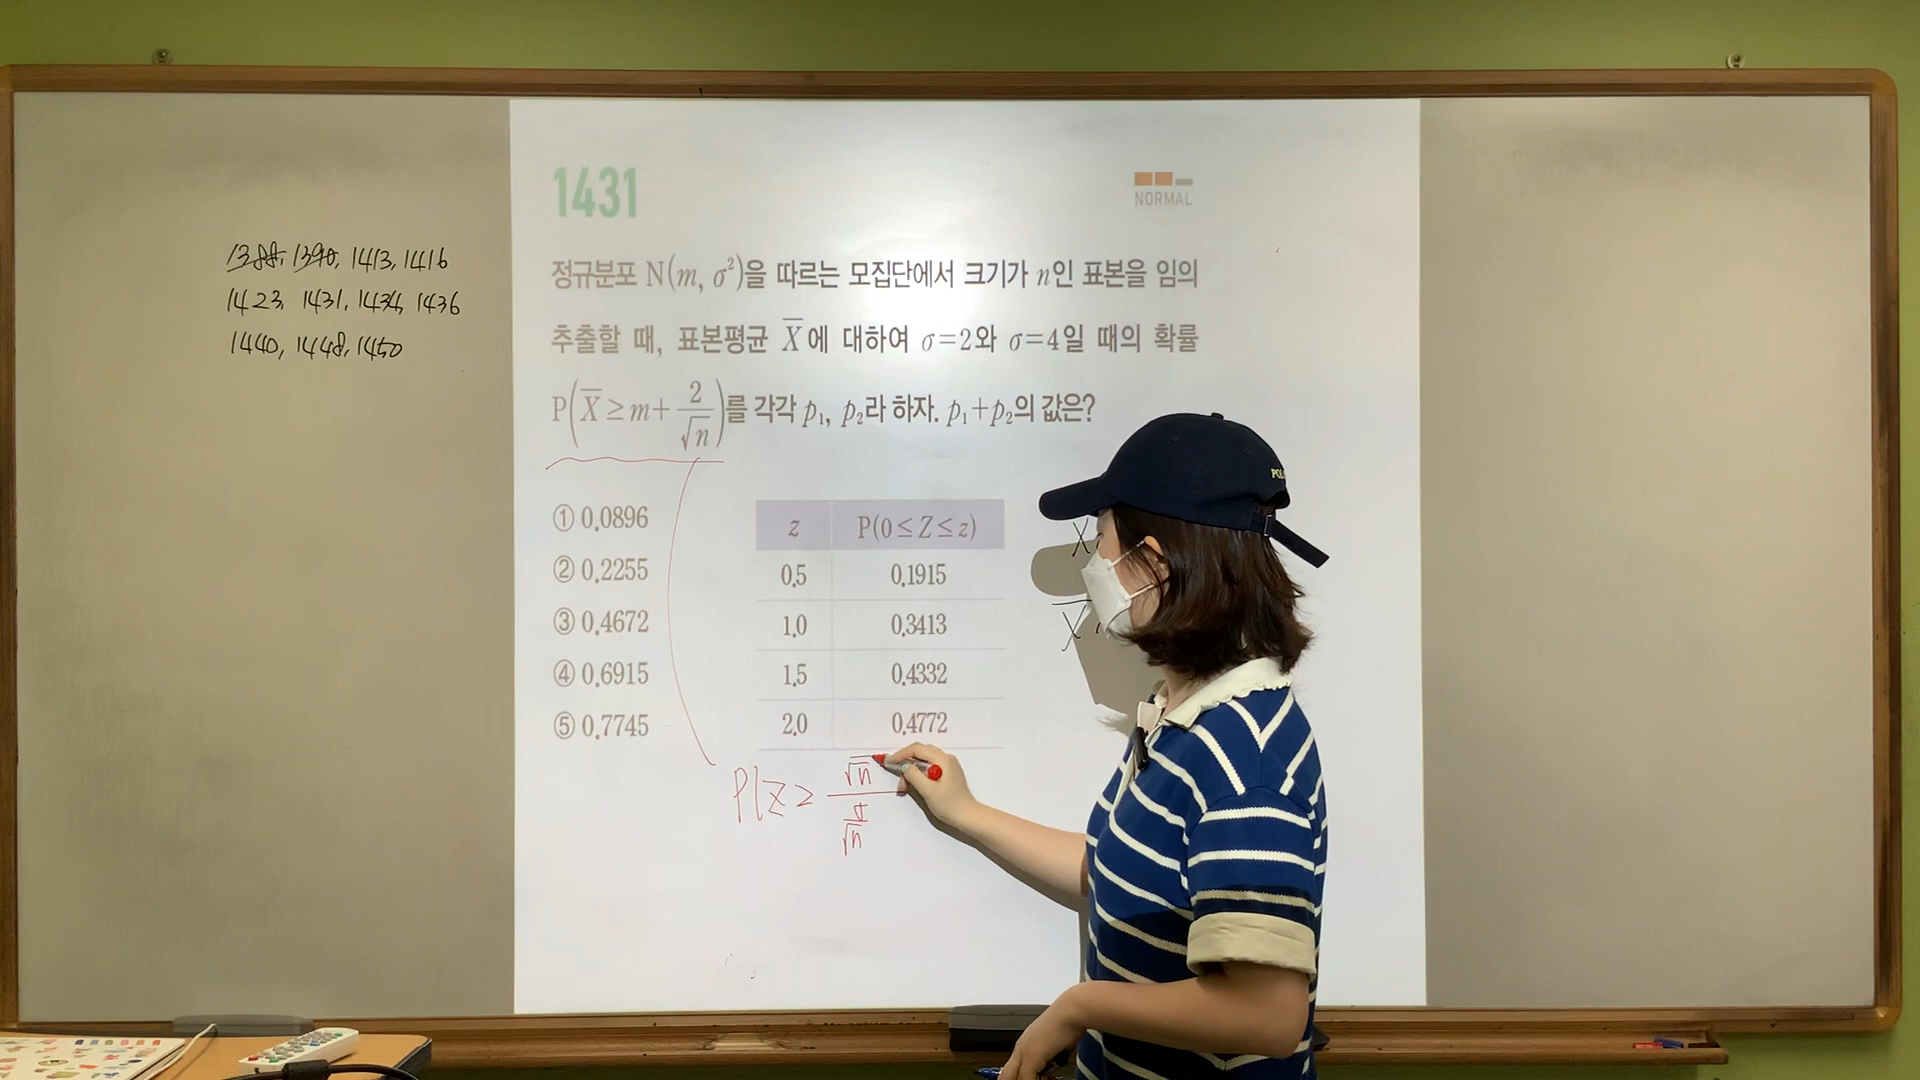 1388, 1390, 1413, 1416
1423, 1431, 1434, 1436
1440, 1448, 1450
1431
NORMAL
정규분포 N(m, σ²)을 따르는 모집단에서 크기가 n인 표본을 임의
추출할 때, 표본평균 X̅에 대하여 σ=2와 σ=4일 때의 확률
P(X̅≥m+2/√n)를 각각 p₁, p₂라 하자. p₁+p₂의 값은?
① 0.0896
② 0.2255
③ 0.4672
④ 0.6915
⑤ 0.7745
z P(0≤Z≤z)
0.5 0.1915
1.0 0.3413
1.5 0.4332
2.0 0.4772
X
X̅
P(Z≥ √n / (σ/√n)